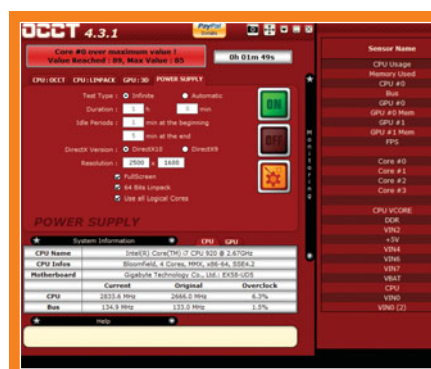 OCCT 4.3.1
PayPal
Donate
Core #0 over maximum value !
Value Reached : 89, Max Value : 85
0h 01m 49s
CPU:OCCT CPU:LINPACK GPU:3D POWER SUPPLY
Test Type : Infinite Automatic
Duration : 1 h 0 min
Idle Periods : 1 min at the beginning
5 min at the end
DirectX Version : DirectX10 DirectX9
Resolution : 2500 x 1600
FullScreen
64 Bits Linpack
Use all Logical Cores
ON
OFF
Monitoring
POWER SUPPLY
System Information CPU GPU
CPU Name Intel(R) Core(TM) i7 CPU 920 @ 2.67GHz
CPU Infos Bloomfield, 4 Cores, MMX, x86-64, SSE4.2
Motherboard Gigabyte Technology Co., Ltd.: EX58-UD5
Current Original Overclock
CPU 2833.6 MHz 2666.0 MHz 6.3%
Bus 134.9 MHz 133.0 MHz 1.5%
Help
Sensor Name
CPU Usage
Memory Used
CPU #0
Bus
GPU #0
GPU #0 Mem
GPU #1
GPU #1 Mem
FPS
Core #0
Core #1
Core #2
Core #3
CPU VCORE
DDR
VIN2
+5V
VIN4
VIN6
VIN7
VBAT
CPU
VIN0
VIN0 (2)